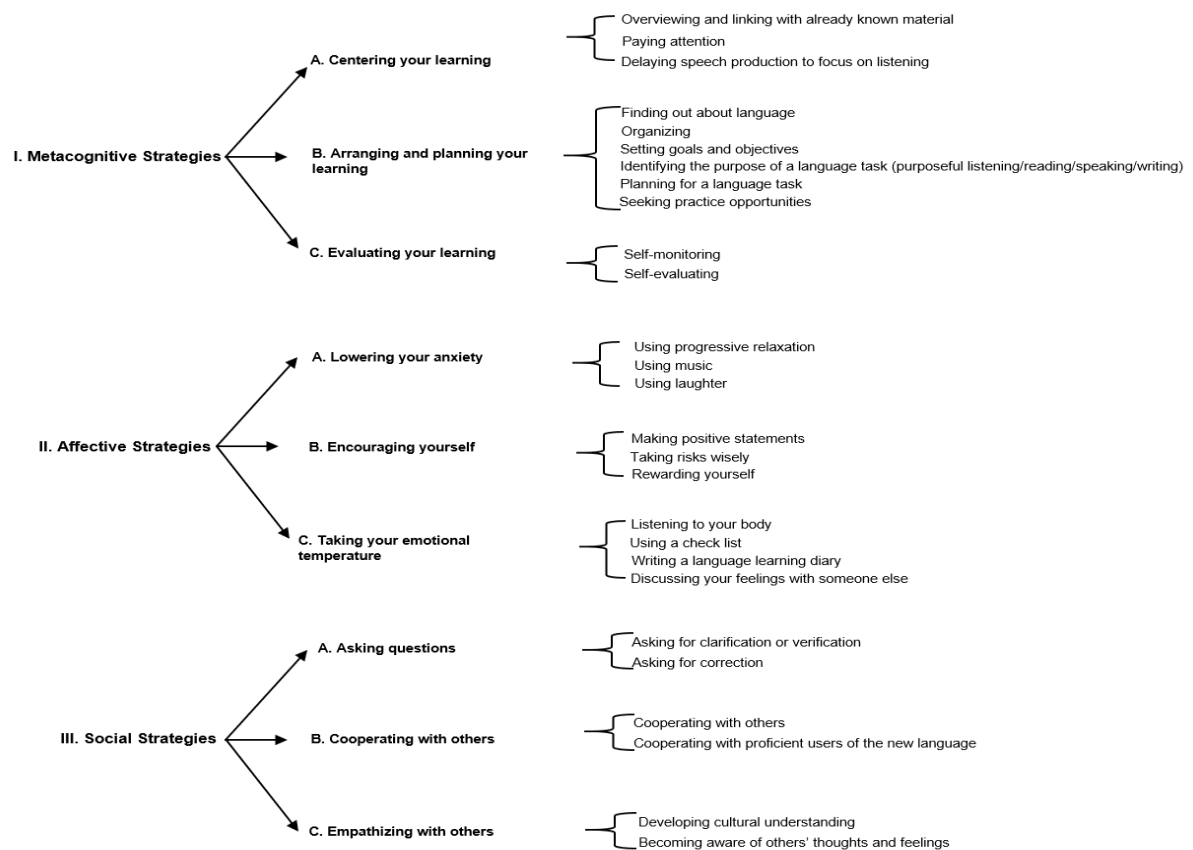 Overviewing and linking with already known material
Paying attention
A. Centering your learning
Delaying speech production to focus on listening
Finding out about language
Organizing
Setting goals and objectives
I. Metacognitive Strategies
B. Arranging and planning your
learning
Identifying the purpose of a language task (purposeful listening/reading/speaking/writing)
Planning for a language task
Seeking practice opportunities
C. Evaluating your learning
Self-monitoring
Self-evaluating
A. Lowering your anxiety
Using progressive relaxation
Using music
Using laughter
II. Affective Strategies
B. Encouraging yourself
Making positive statements
Taking risks wisely
Rewarding yourself
C. Taking your emotional
temperature
Listening to your body
Using a check list
Writing a language learning diary
Discussing your feelings with someone else
A. Asking questions
Asking for clarification or verification
Asking for correction
III. Social Strategies
B. Cooperating with others
Cooperating with others
Cooperating with proficient users of the new language
C. Empathizing with others
Developing cultural understanding
Becoming aware of others' thoughts and feelings